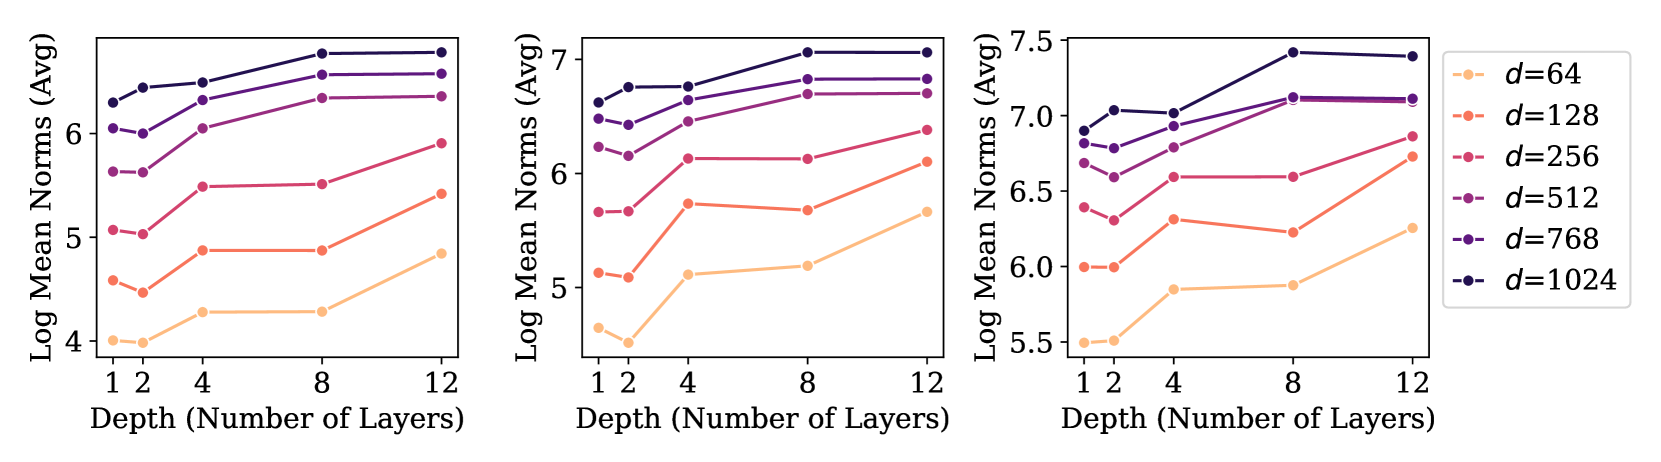 Log Mean Norms (Avg)
6
5
4
1 2 4 8 12
Depth (Number of Layers)
Log Mean Norms (Avg)
7
6
5
1 2 4 8 12
Depth (Number of Layers)
Log Mean Norms (Avg)
7.5
7.0
6.5
6.0
5.5
1 2 4 8 12
Depth (Number of Layers)
d=64
d=128
d=256
d=512
d=768
d=1024